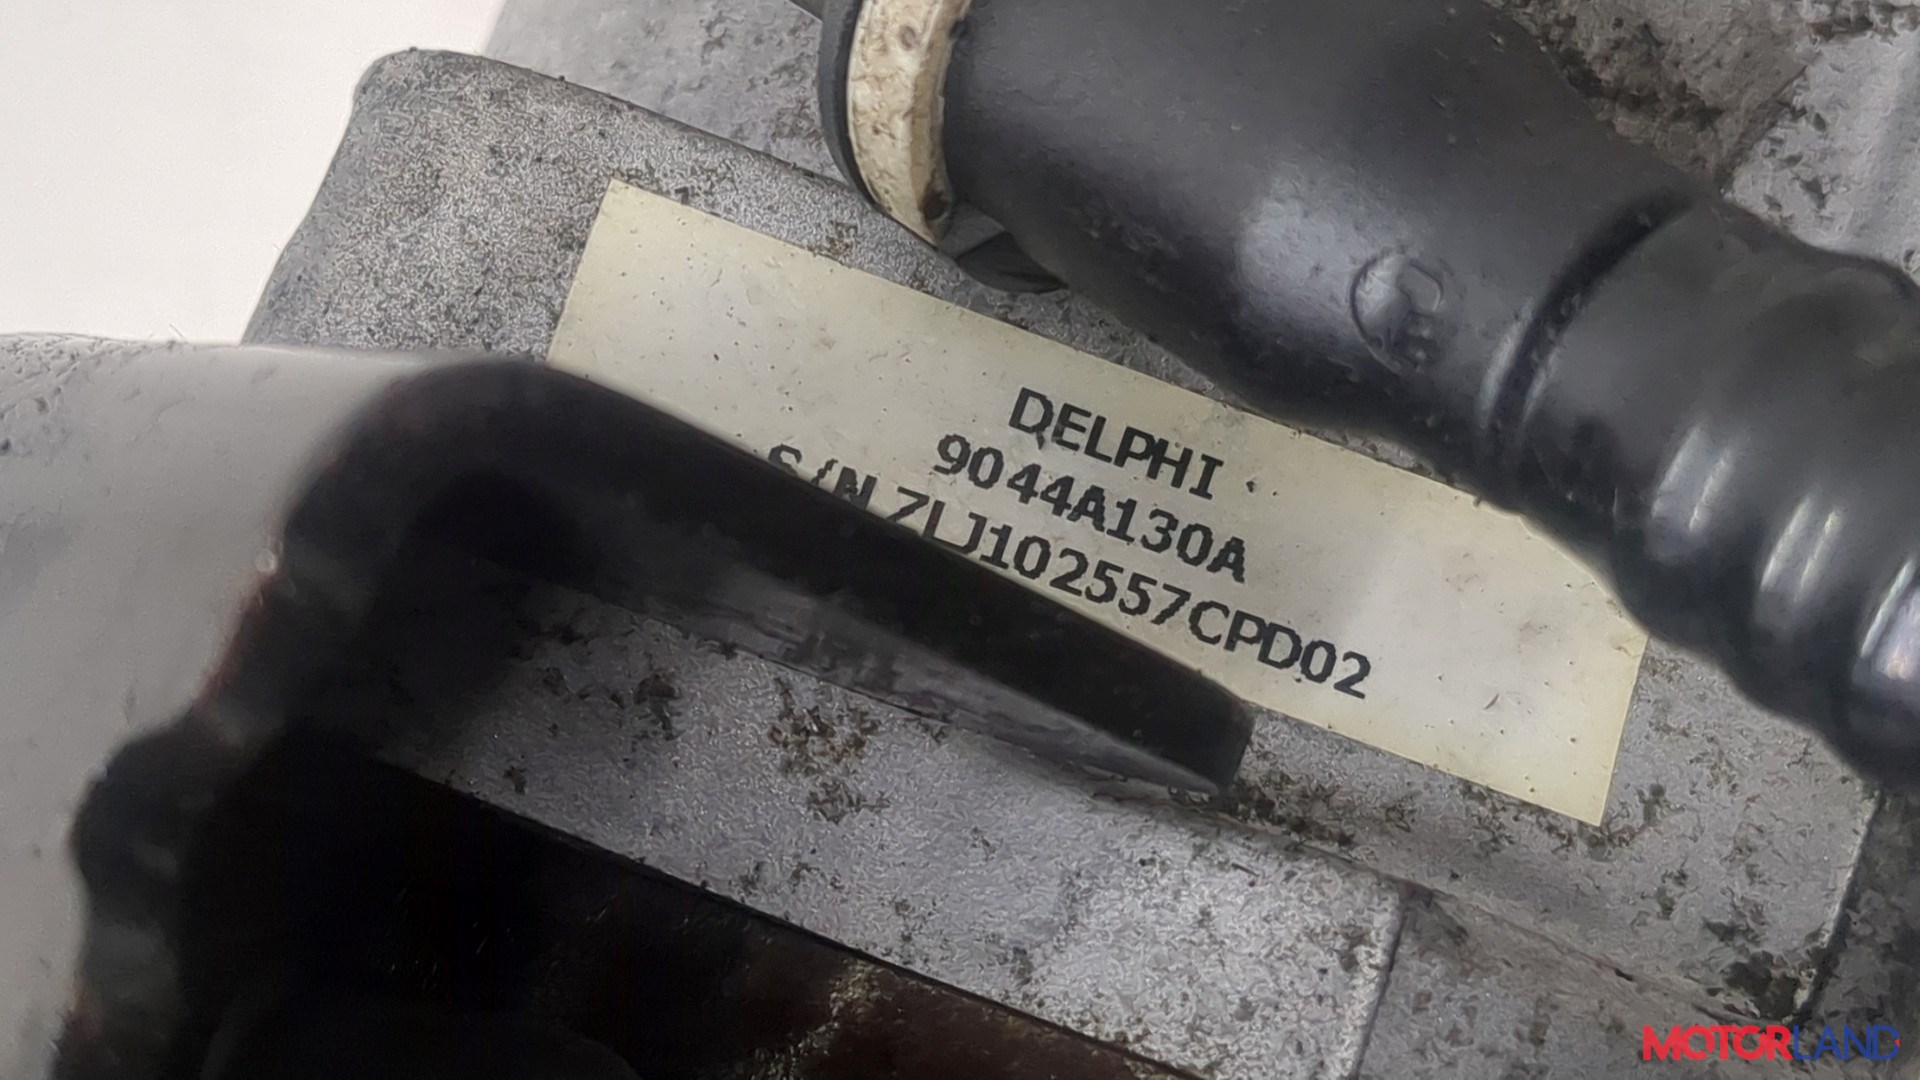 DELPHI
9044A130A
S/N ZLJ102557CPD02
MOTORLAND